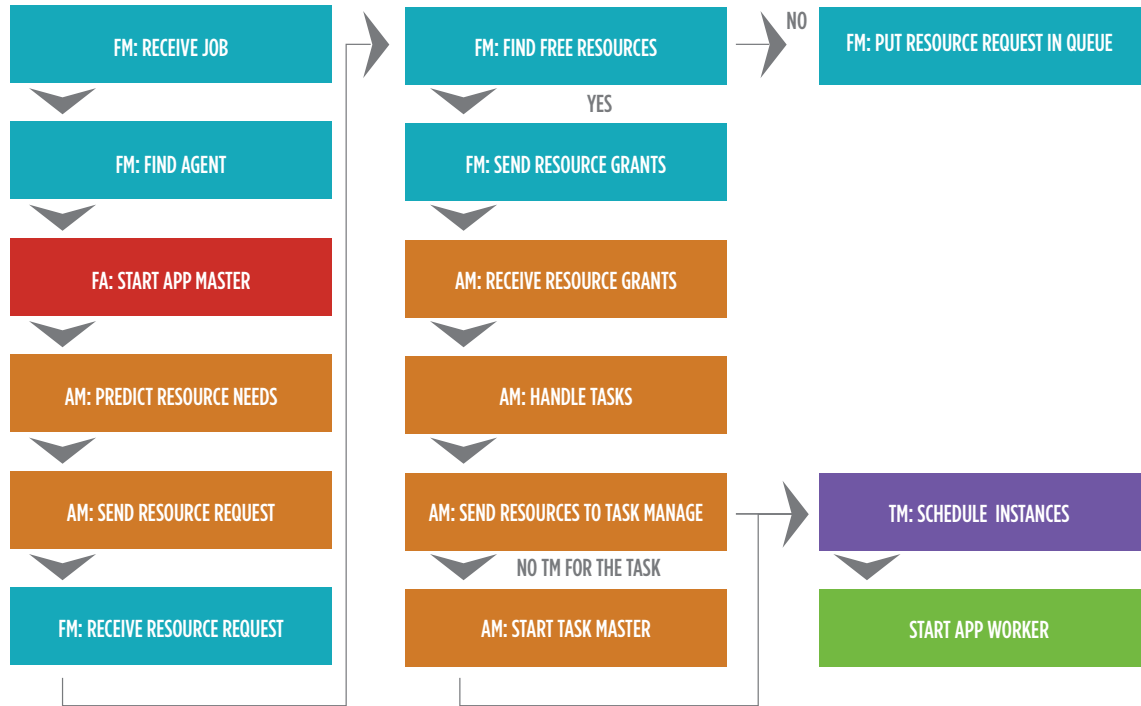 FM: RECEIVE JOB
FM: FIND AGENT
FA: START APP MASTER
AM: PREDICT RESOURCE NEEDS
AM: SEND RESOURCE REQUEST
FM: RECEIVE RESOURCE REQUEST
FM: FIND FREE RESOURCES
NO
FM: PUT RESOURCE REQUEST IN QUEUE
YES
FM: SEND RESOURCE GRANTS
AM: RECEIVE RESOURCE GRANTS
AM: HANDLE TASKS
AM: SEND RESOURCES TO TASK MANAGE
NO TM FOR THE TASK
AM: START TASK MASTER
TM: SCHEDULE INSTANCES
START APP WORKER